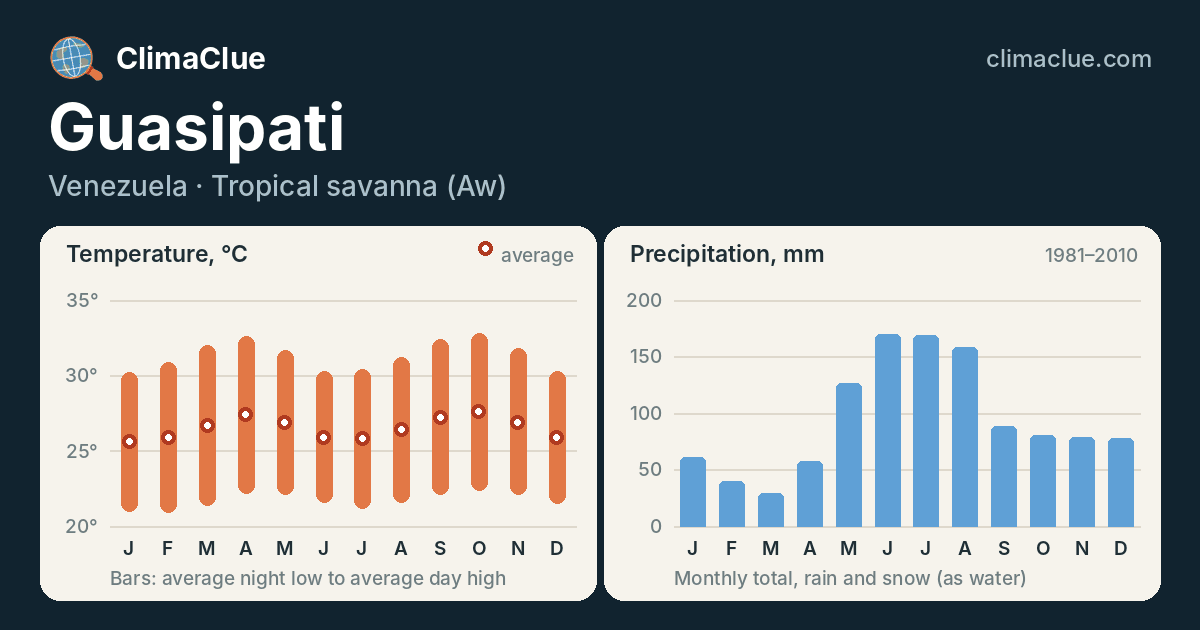 ClimaClue
climaclue.com
Guasipati
Venezuela · Tropical savanna (Aw)
Temperature, °C
average
35°
30°
25°
20°
J F M A M J J A S O N D
Bars: average night low to average day high
Precipitation, mm
1981–2010
200
150
100
50
0
J F M A M J J A S O N D
Monthly total, rain and snow (as water)